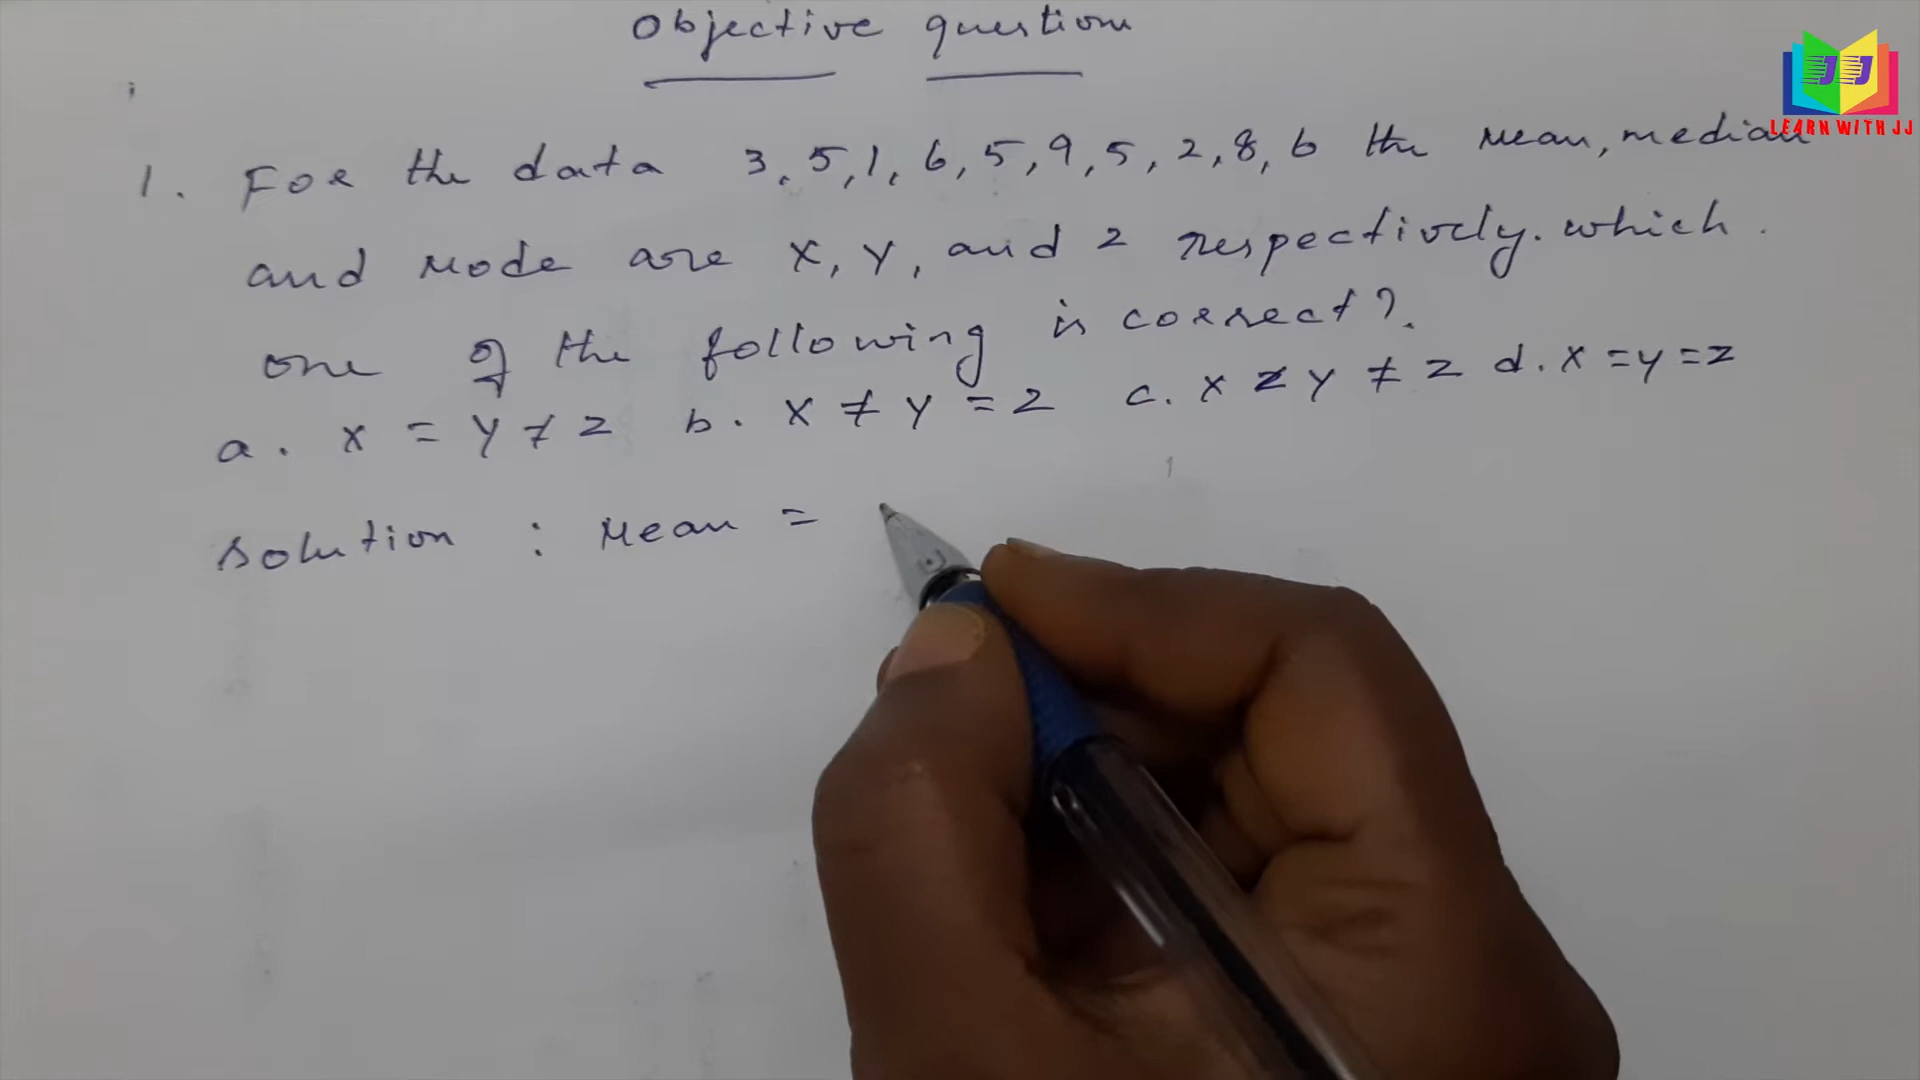 Objective question
1. For the data 3, 5, 1, 6, 5, 9, 5, 2, 8, 6 the Mean, median
and Mode are X, Y, and Z respectively. which
one of the following is correct?
a. X = Y ≠ Z b. X ≠ Y = Z c. X ≠ Y ≠ Z d. X = Y = Z
solution : Mean =
JJ
LEARN WITH JJ